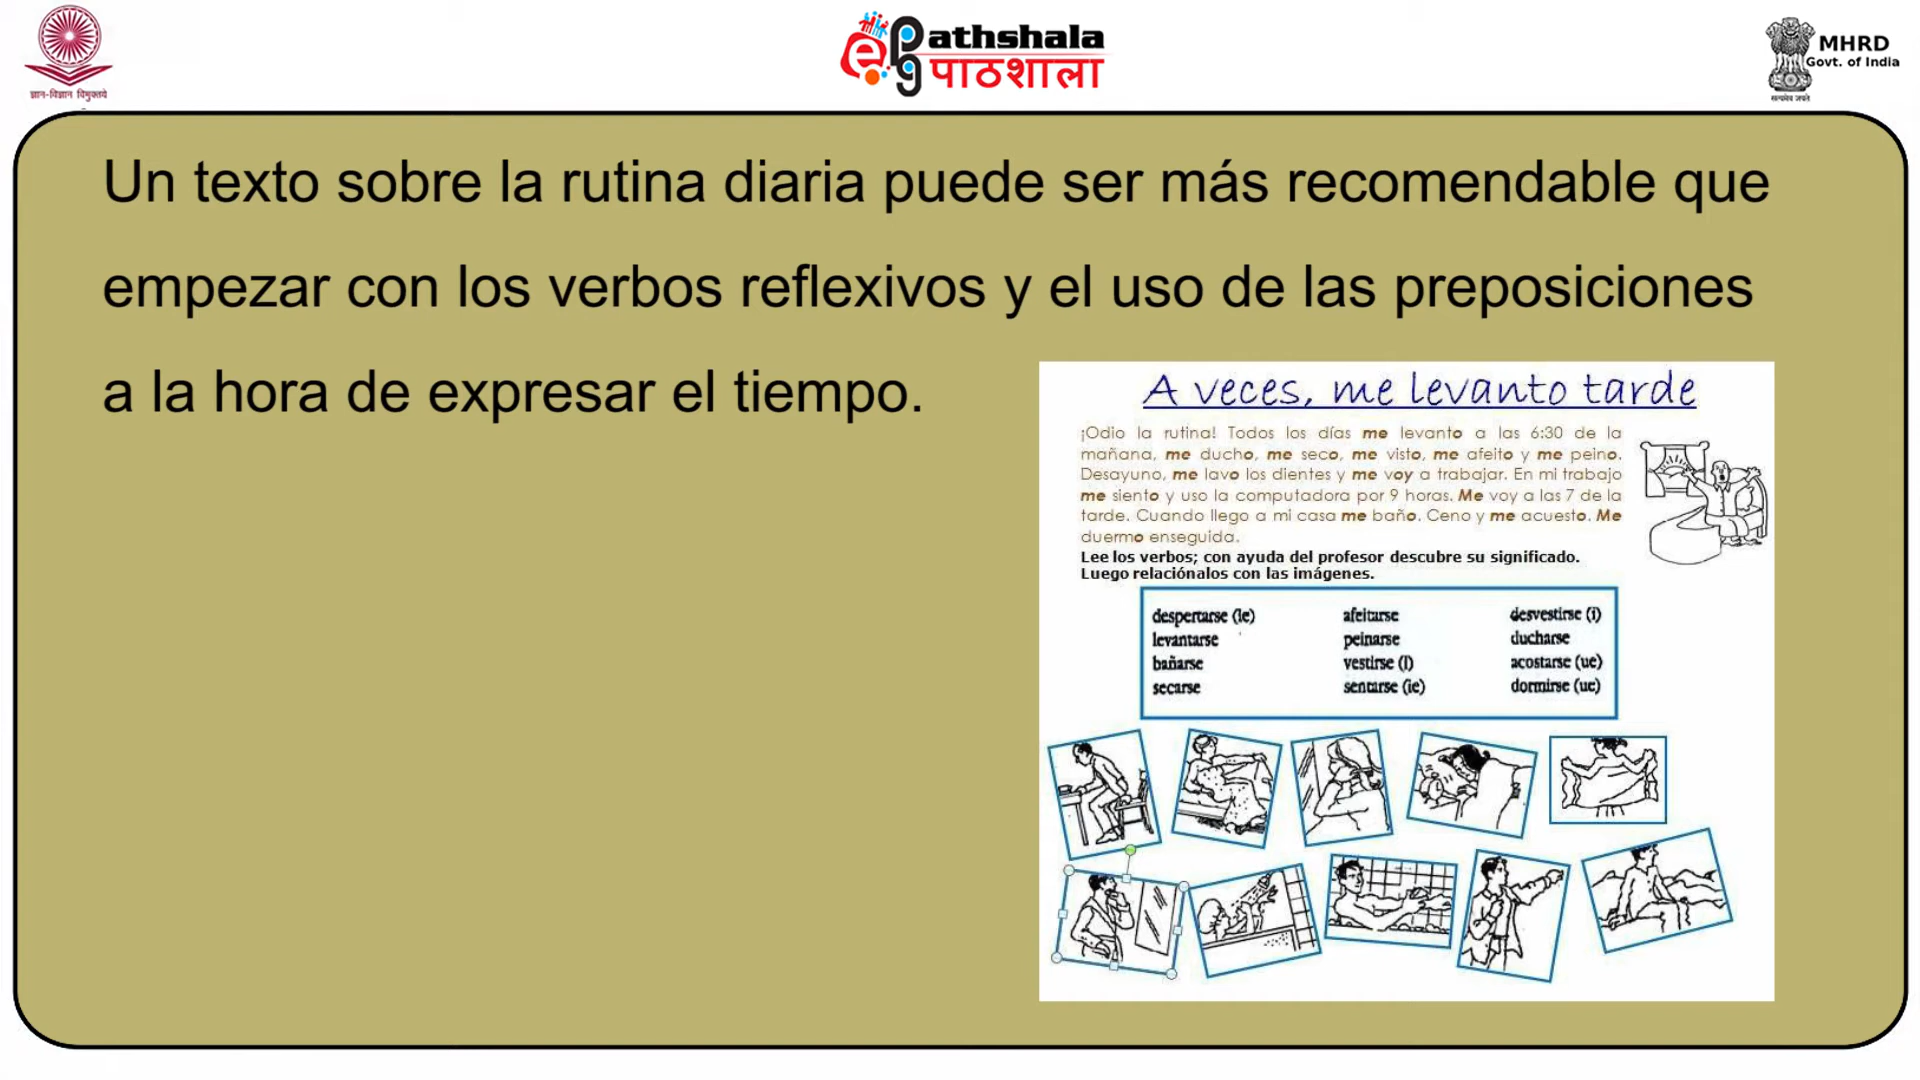 ज्ञान-विज्ञान विमुक्तये
ePathshala
पाठशाला
MHRD
Govt. of India
सत्यमेव जयते
Un texto sobre la rutina diaria puede ser más recomendable que
empezar con los verbos reflexivos y el uso de las preposiciones
a la hora de expresar el tiempo.
A veces, me levanto tarde
¡Odio la rutina! Todos los días me levanto a las 6:30 de la
mañana, me ducho, me seco, me visto, me afeito y me peino.
Desayuno, me lavo los dientes y me voy a trabajar. En mi trabajo
me siento y uso la computadora por 9 horas. Me voy a las 7 de la
tarde. Cuando llego a mi casa me baño. Ceno y me acuesto. Me
duermo enseguida.
Lee los verbos; con ayuda del profesor descubre su significado.
Luego relaciónalos con las imágenes.
despertarse (ie) afeitarse desvestirse (i)
levantarse peinarse ducharse
bañarse vestirse (i) acostarse (ue)
secarse sentarse (ie) dormirse (ue)